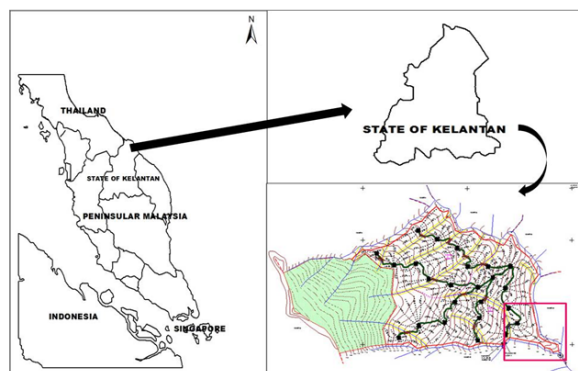 N
THAILAND
STATE OF KELANTAN
PENINSULAR MALAYSIA
INDONESIA
SINGAPORE
STATE OF KELANTAN